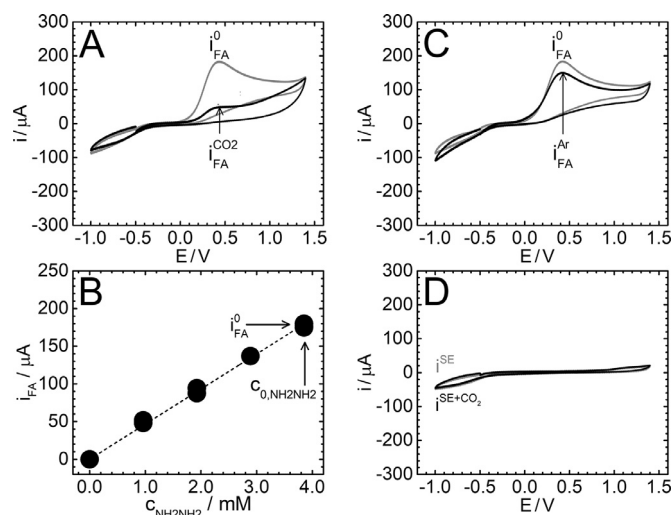 A
300
200
100
0
-100
-200
-300
i / µA
i⁰FA
iCO2FA
-1.0 -0.5 0.0 0.5 1.0 1.5
E / V
C
300
200
100
0
-100
-200
-300
i / µA
i⁰FA
iArFA
-1.0 -0.5 0.0 0.5 1.0 1.5
E / V
B
250
200
150
100
50
0
iFA / µA
i⁰FA
c0,NH2NH2
0.0 1.0 2.0 3.0 4.0
cNH2NH2 / mM
D
300
200
100
0
-100
-200
-300
i / µA
iSE
iSE+CO₂
-1.0 -0.5 0.0 0.5 1.0 1.5
E / V